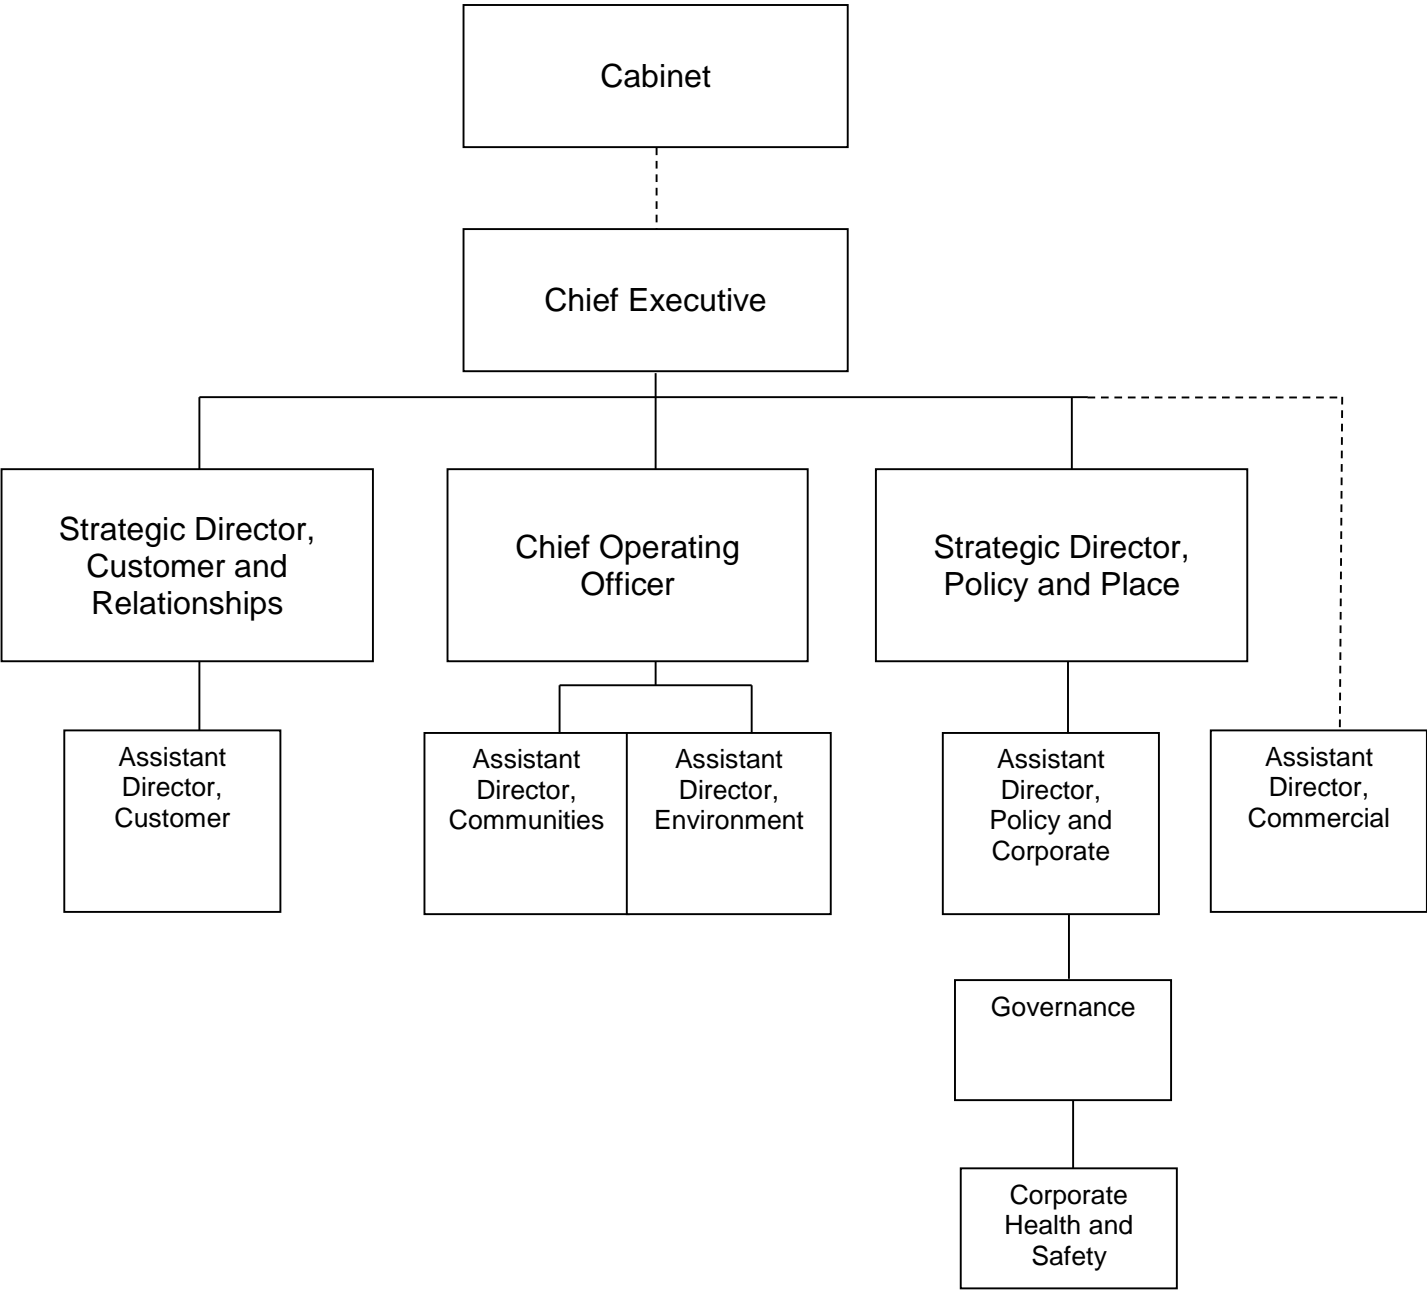 Cabinet
Chief Executive
Strategic Director,
Customer and
Relationships
Chief Operating
Officer
Strategic Director,
Policy and Place
Assistant
Director,
Customer
Assistant
Director,
Communities
Assistant
Director,
Environment
Assistant
Director,
Policy and
Corporate
Assistant
Director,
Commercial
Governance
Corporate
Health and
Safety